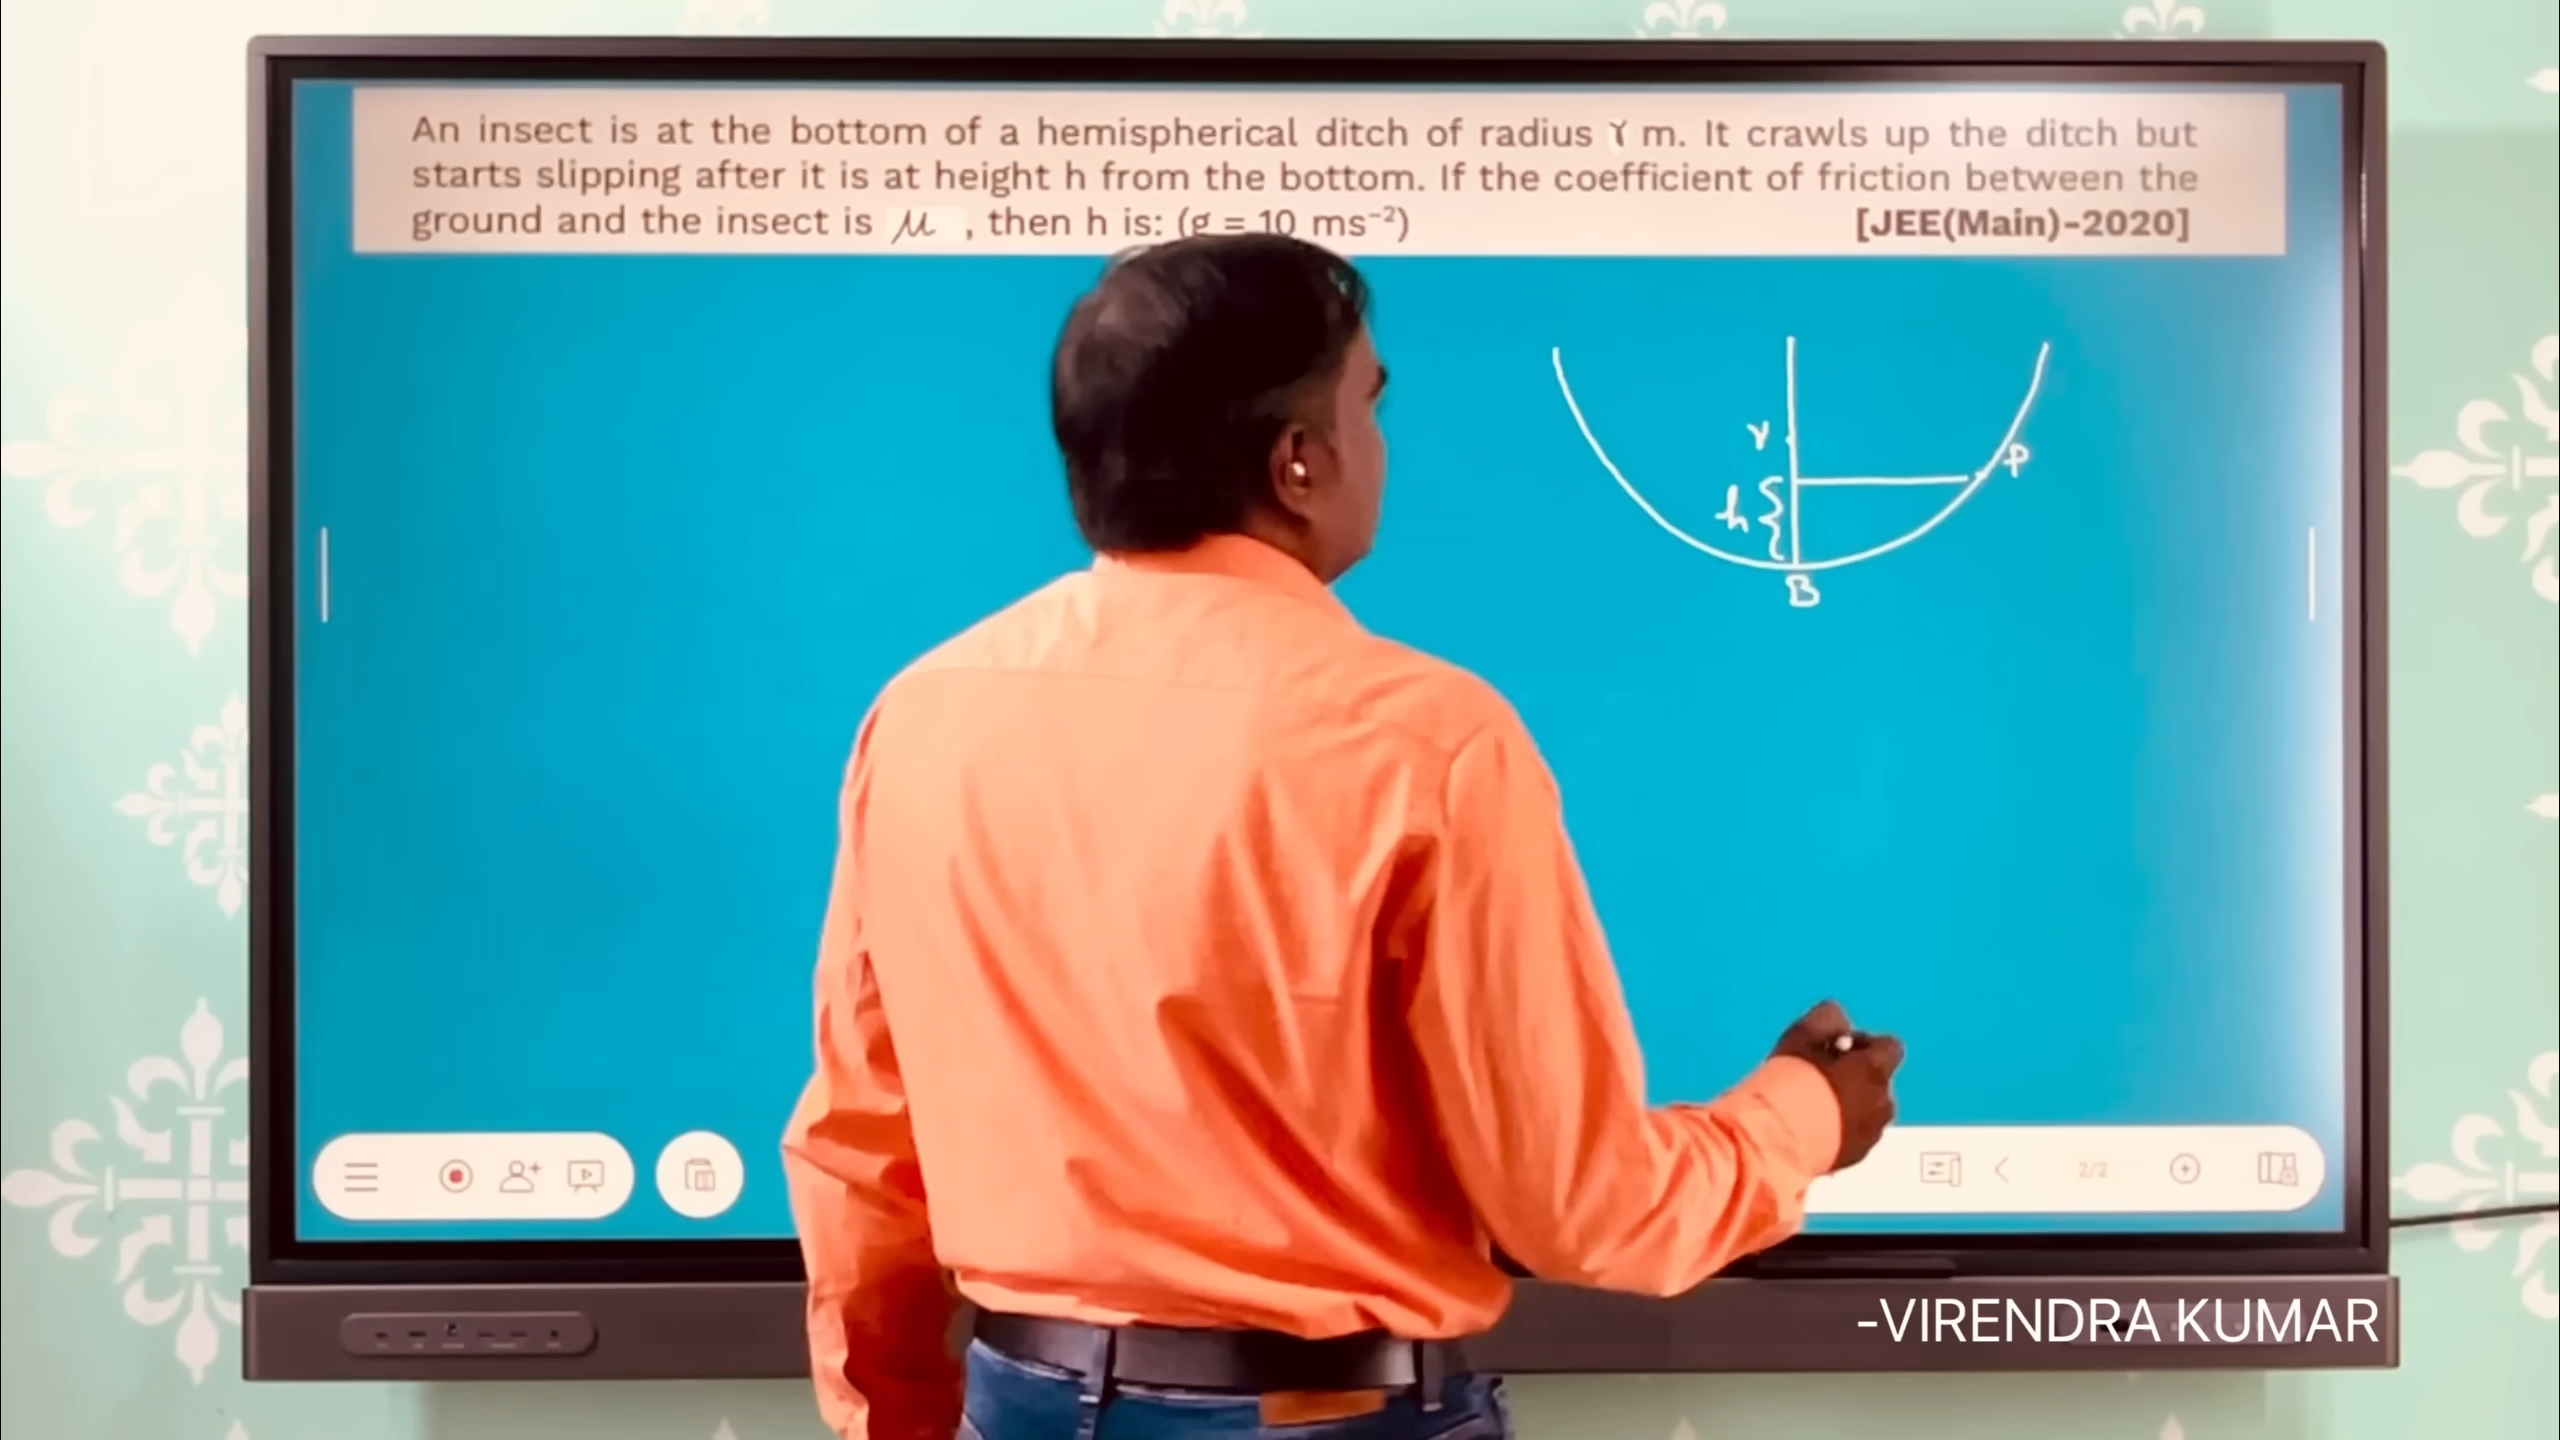 An insect is at the bottom of a hemispherical ditch of radius r m. It crawls up the ditch but
starts slipping after it is at height h from the bottom. If the coefficient of friction between the
ground and the insect is μ , then h is: (g = 10 ms⁻²) [JEE(Main)-2020]
r
P
h
B
2/2
-VIRENDRA KUMAR